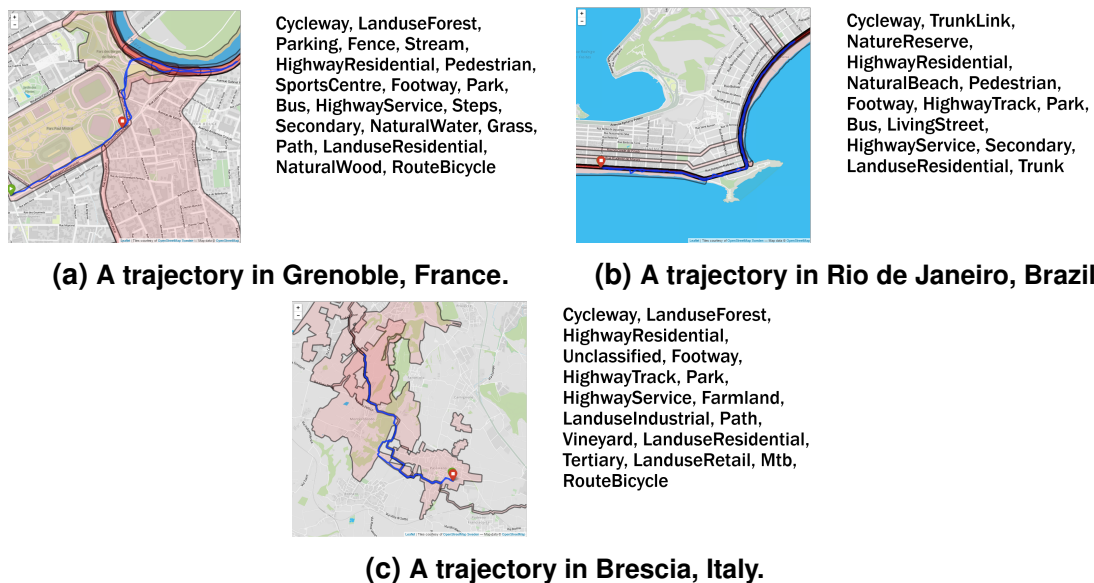 Cycleway, LanduseForest,
Parking, Fence, Stream,
HighwayResidential, Pedestrian,
SportsCentre, Footway, Park,
Bus, HighwayService, Steps,
Secondary, NaturalWater, Grass,
Path, LanduseResidential,
NaturalWood, RouteBicycle
(a) A trajectory in Grenoble, France.
Cycleway, TrunkLink,
NatureReserve,
HighwayResidential,
NaturalBeach, Pedestrian,
Footway, HighwayTrack, Park,
Bus, LivingStreet,
HighwayService, Secondary,
LanduseResidential, Trunk
(b) A trajectory in Rio de Janeiro, Brazil
Cycleway, LanduseForest,
HighwayResidential,
Unclassified, Footway,
HighwayTrack, Park,
HighwayService, Farmland,
LanduseIndustrial, Path,
Vineyard, LanduseResidential,
Tertiary, LanduseRetail, Mtb,
RouteBicycle
(c) A trajectory in Brescia, Italy.